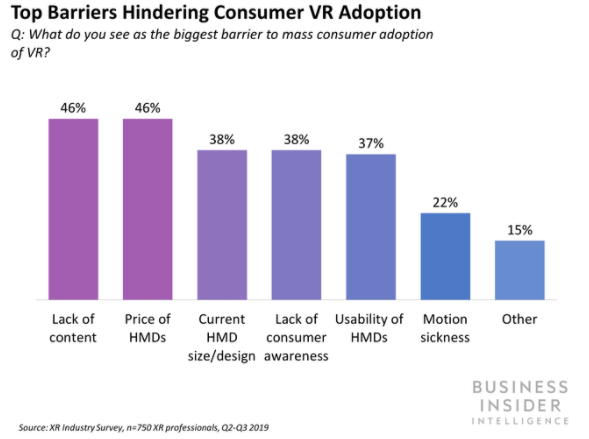 Top Barriers Hindering Consumer VR Adoption
Q: What do you see as the biggest barrier to mass consumer adoption
of VR?
46%
46%
38%
38%
37%
22%
15%
Lack of
content
Price of
HMDs
Current
HMD
size/design
Lack of
consumer
awareness
Usability of
HMDs
Motion
sickness
Other
BUSINESS
INSIDER
INTELLIGENCE
Source: XR Industry Survey, n=750 XR professionals, Q2-Q3 2019